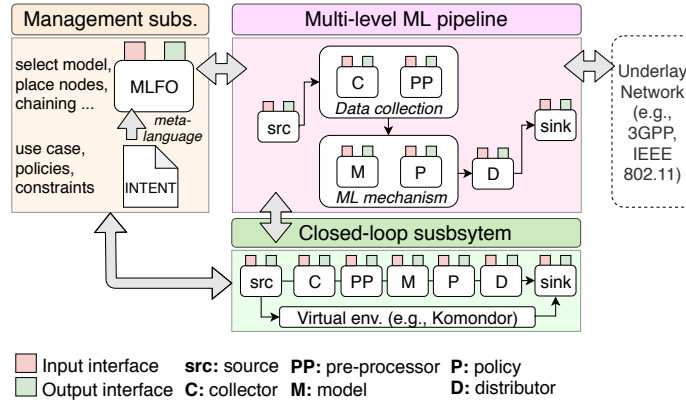 Management subs.
Multi-level ML pipeline
select model,
place nodes,
chaining ...
MLFO
meta-
language
use case,
policies,
constraints
INTENT
src
C
PP
Data collection
M
P
ML mechanism
D
sink
Underlay
Network
(e.g.,
3GPP,
IEEE
802.11)
Closed-loop susbsytem
src
C
PP
M
P
D
sink
Virtual env. (e.g., Komondor)
Input interface
src: source
PP: pre-processor
P: policy
Output interface
C: collector
M: model
D: distributor